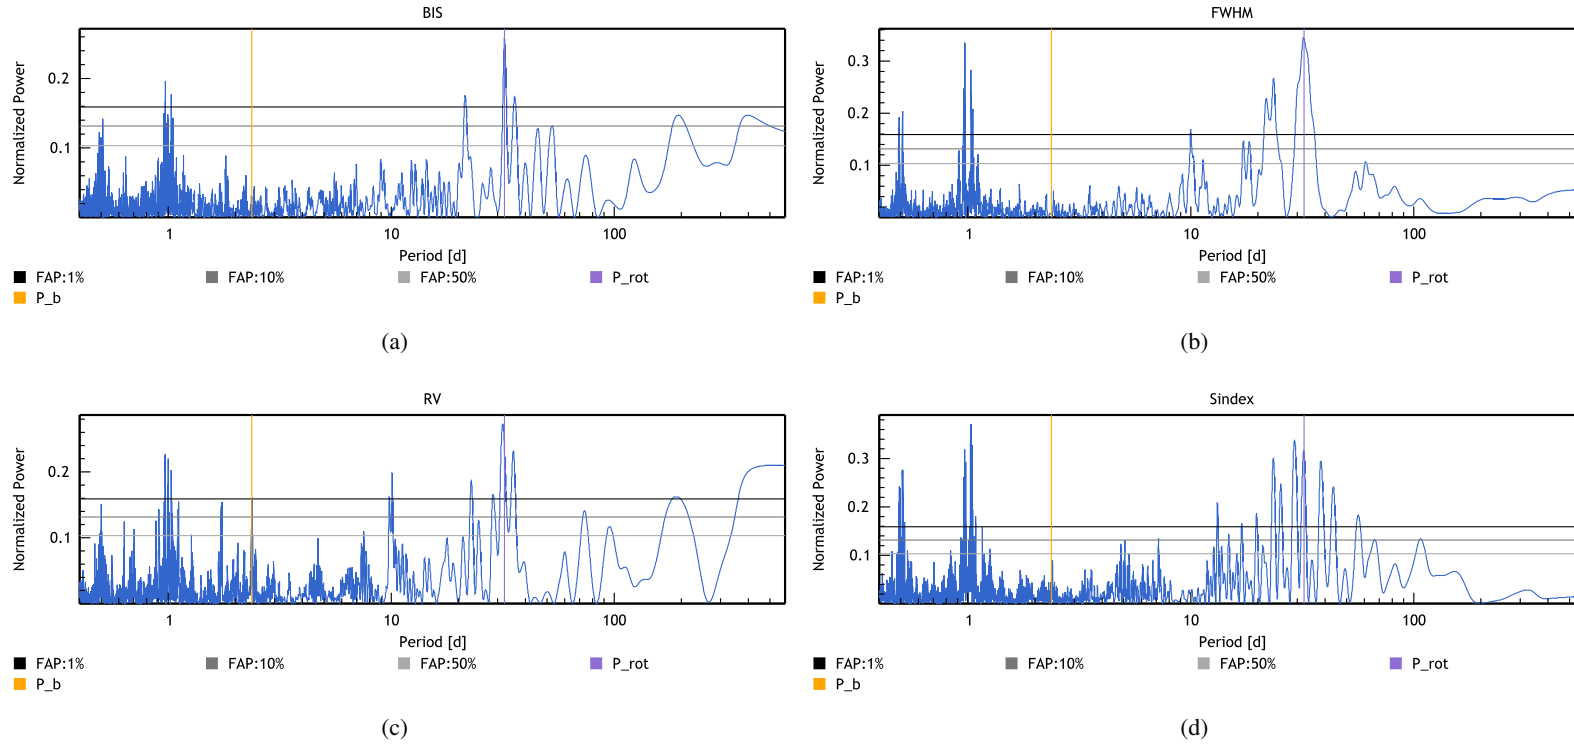 BIS
Normalized Power
0.2
0.1
1 10 100
Period [d]
FAP:1% FAP:10% FAP:50% P_rot
P_b
(a)
FWHM
Normalized Power
0.3
0.2
0.1
1 10 100
Period [d]
FAP:1% FAP:10% FAP:50% P_rot
P_b
(b)
RV
Normalized Power
0.2
0.1
1 10 100
Period [d]
FAP:1% FAP:10% FAP:50% P_rot
P_b
(c)
Sindex
Normalized Power
0.3
0.2
0.1
1 10 100
Period [d]
FAP:1% FAP:10% FAP:50% P_rot
P_b
(d)